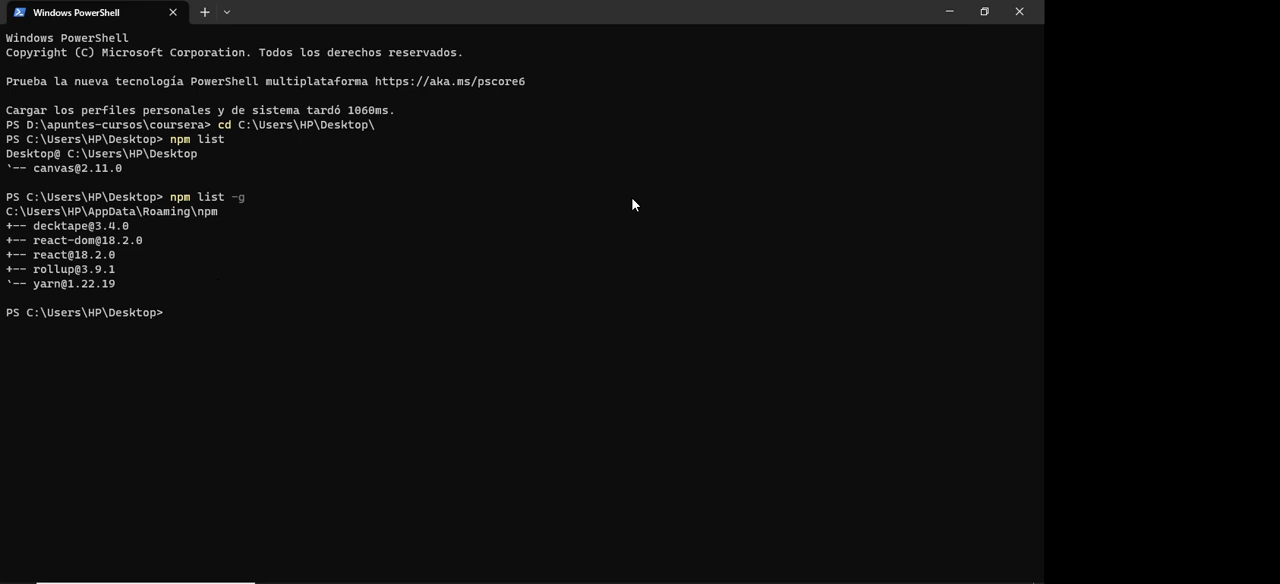 Windows PowerShell
Windows PowerShell
Copyright (C) Microsoft Corporation. Todos los derechos reservados.
Prueba la nueva tecnología PowerShell multiplataforma https://aka.ms/pscore6
Cargar los perfiles personales y de sistema tardó 1060ms.
PS D:\apuntes-cursos\coursera> cd C:\Users\HP\Desktop\
PS C:\Users\HP\Desktop> npm list
Desktop@ C:\Users\HP\Desktop
`-- canvas@2.11.0
PS C:\Users\HP\Desktop> npm list -g
C:\Users\HP\AppData\Roaming\npm
+-- decktape@3.4.0
+-- react-dom@18.2.0
+-- react@18.2.0
+-- rollup@3.9.1
`-- yarn@1.22.19
PS C:\Users\HP\Desktop>